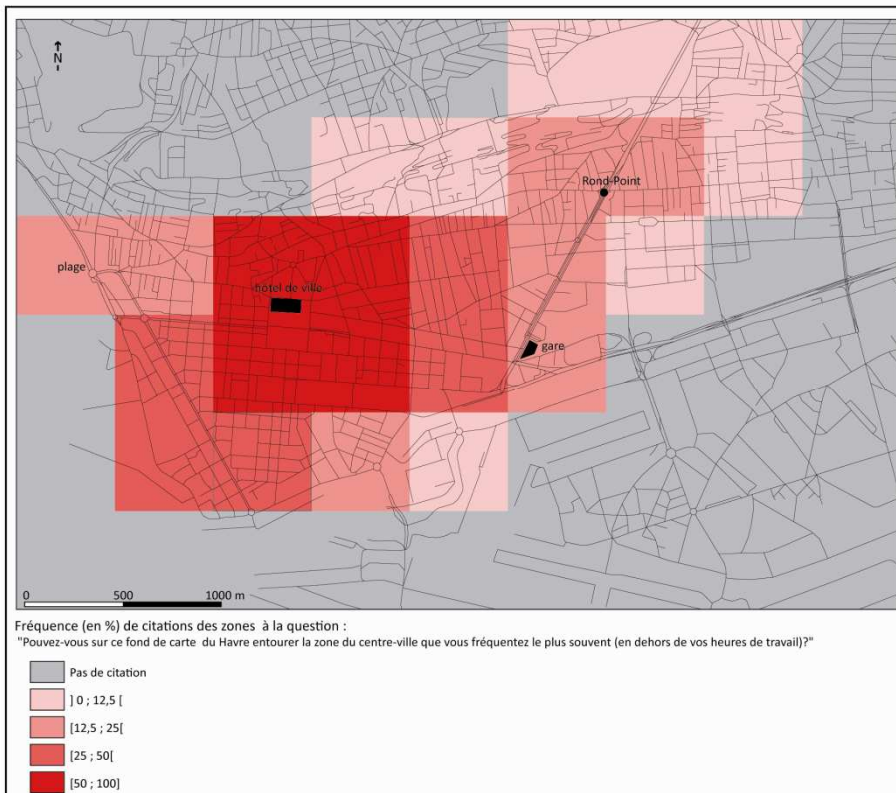 N
Rond-Point
plage
hôtel de ville
gare
0 500 1000 m
Fréquence (en %) de citations des zones à la question :
"Pouvez-vous sur ce fond de carte du Havre entourer la zone du centre-ville que vous fréquentez le plus souvent (en dehors de vos heures de travail)?"
Pas de citation
] 0 ; 12,5 [
[12,5 ; 25[
[25 ; 50[
[50 ; 100]